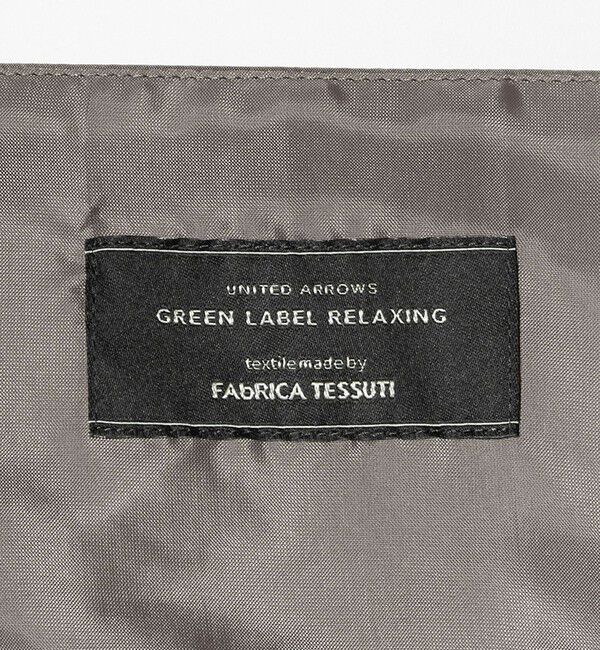 UNITED ARROWS
GREEN LABEL RELAXING
textile made by
FAbRICA TESSUTI